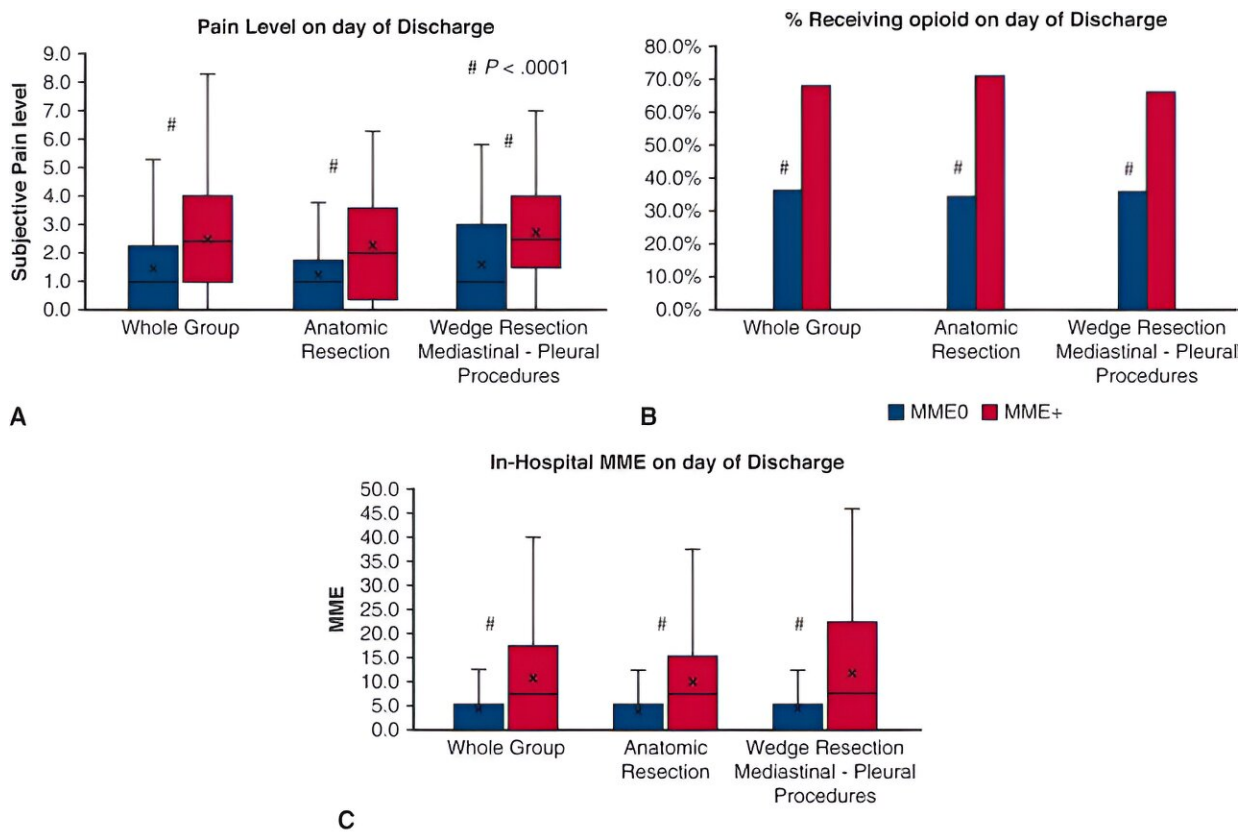 Pain Level on day of Discharge
Subjective Pain level
9.0
8.0
7.0
6.0
5.0
4.0
3.0
2.0
1.0
0.0
# P < .0001
#
#
#
Whole Group
Anatomic
Resection
Wedge Resection
Mediastinal - Pleural
Procedures
A
% Receiving opioid on day of Discharge
80.0%
70.0%
60.0%
50.0%
40.0%
30.0%
20.0%
10.0%
0.0%
#
#
#
Whole Group
Anatomic
Resection
Wedge Resection
Mediastinal - Pleural
Procedures
B
MME0 MME+
In-Hospital MME on day of Discharge
MME
50.0
45.0
40.0
35.0
30.0
25.0
20.0
15.0
10.0
5.0
0.0
#
#
#
Whole Group
Anatomic
Resection
Wedge Resection
Mediastinal - Pleural
Procedures
C